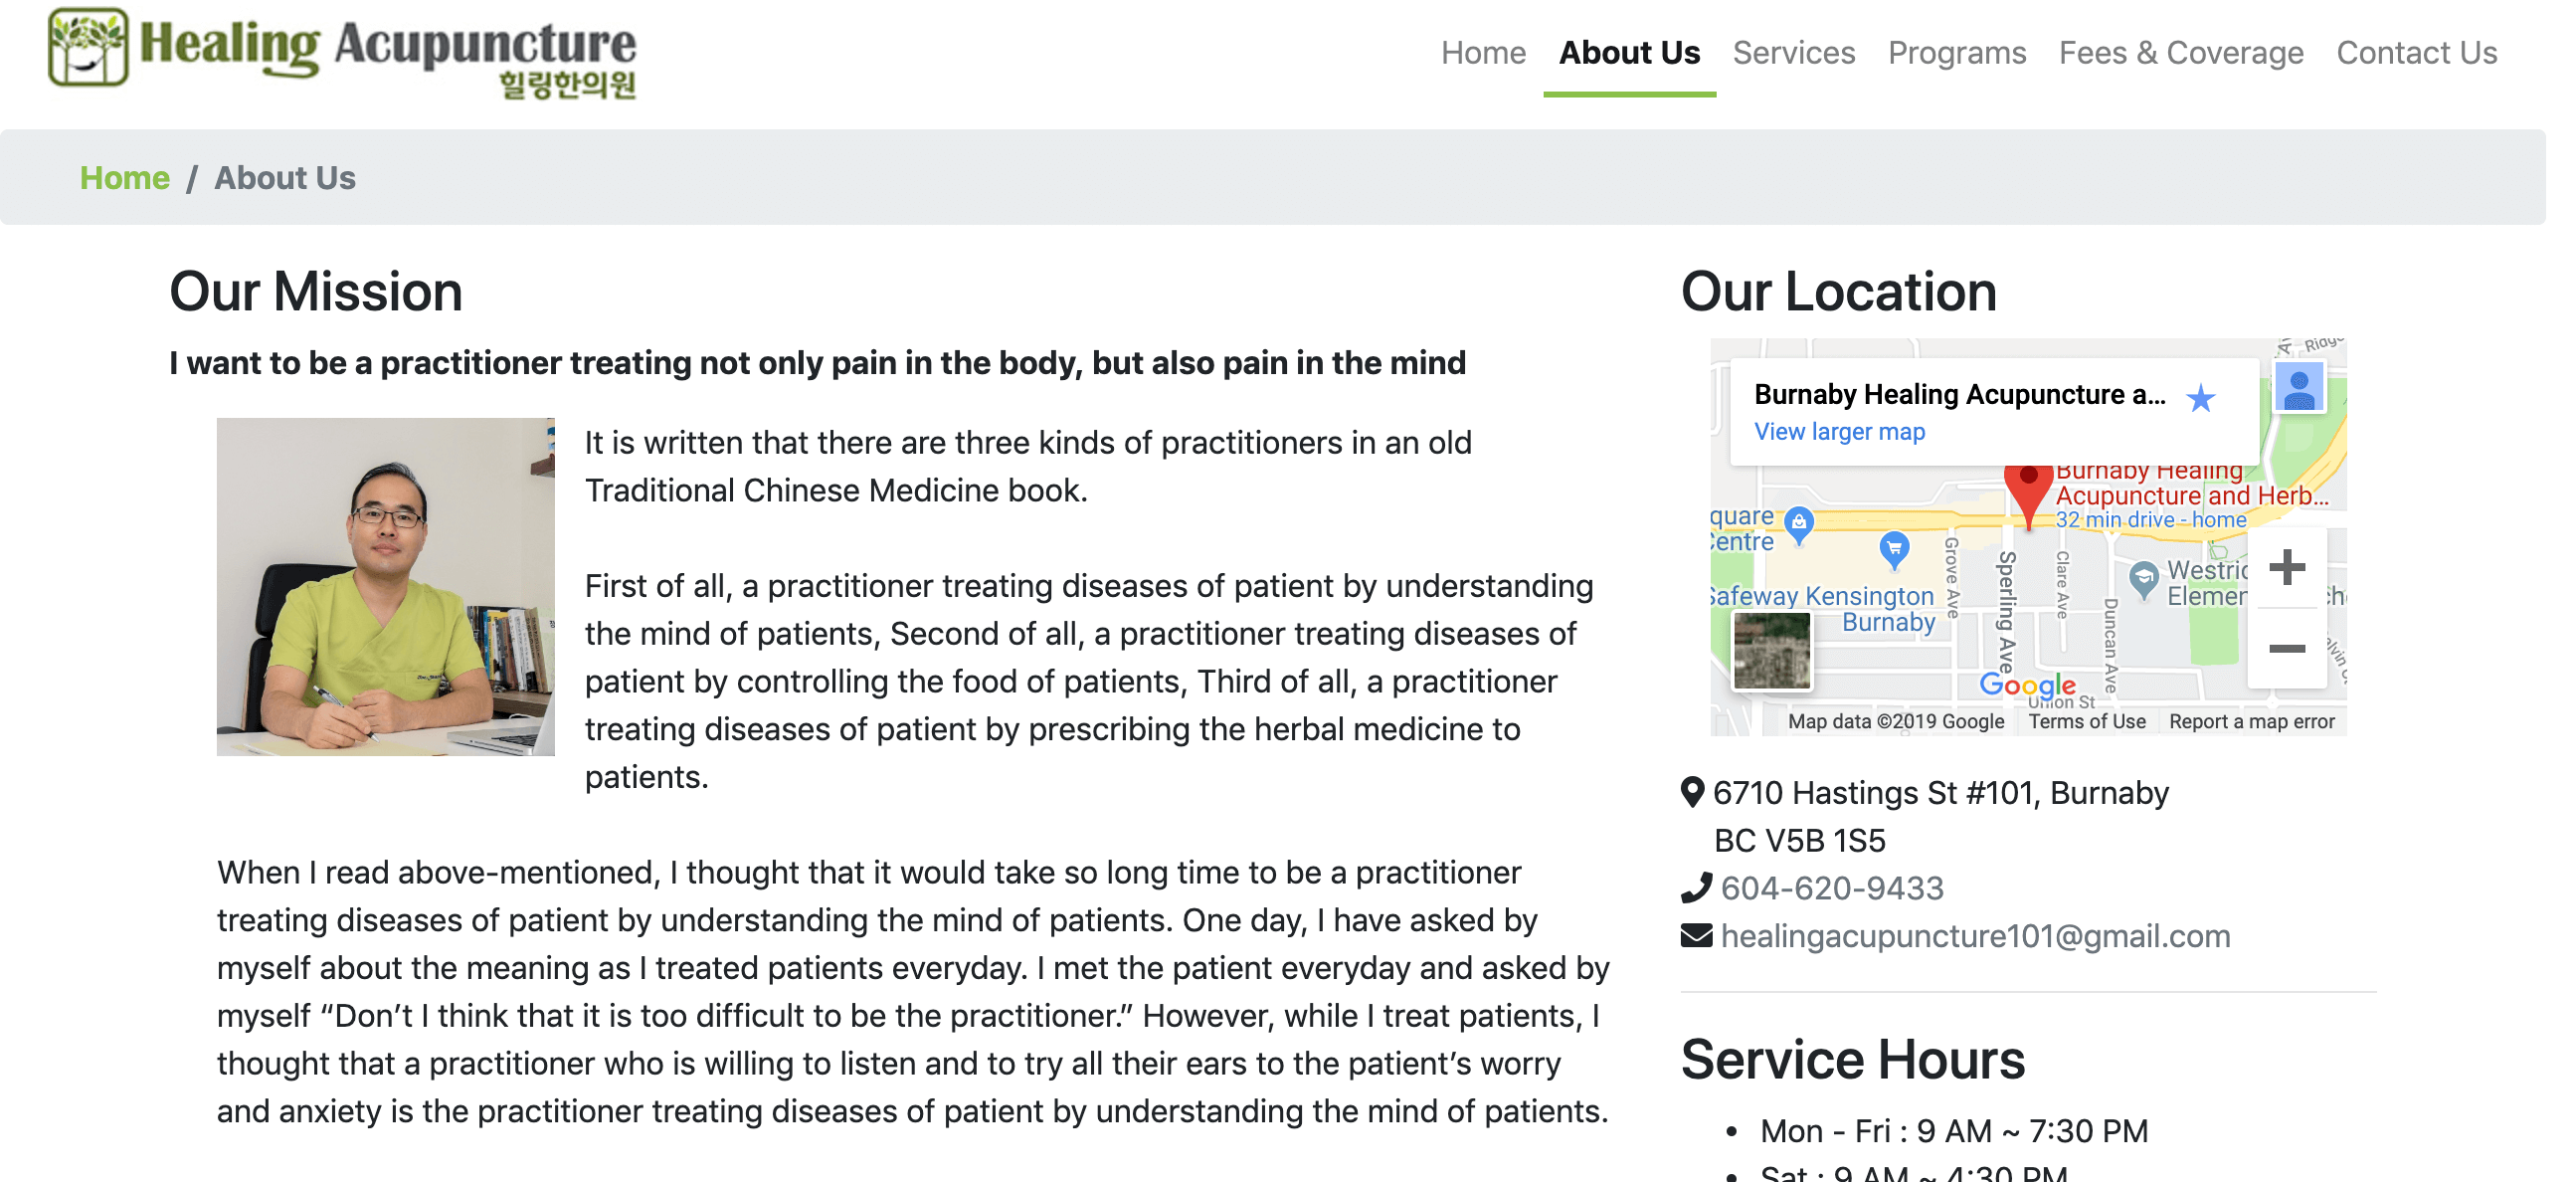 Healing Acupuncture
힐링한의원
Home About Us Services Programs Fees & Coverage Contact Us
Home / About Us
Our Mission
I want to be a practitioner treating not only pain in the body, but also pain in the mind
It is written that there are three kinds of practitioners in an old
Traditional Chinese Medicine book.
First of all, a practitioner treating diseases of patient by understanding
the mind of patients, Second of all, a practitioner treating diseases of
patient by controlling the food of patients, Third of all, a practitioner
treating diseases of patient by prescribing the herbal medicine to
patients.
When I read above-mentioned, I thought that it would take so long time to be a practitioner
treating diseases of patient by understanding the mind of patients. One day, I have asked by
myself about the meaning as I treated patients everyday. I met the patient everyday and asked by
myself “Don’t I think that it is too difficult to be the practitioner.” However, while I treat patients, I
thought that a practitioner who is willing to listen and to try all their ears to the patient’s worry
and anxiety is the practitioner treating diseases of patient by understanding the mind of patients.
Our Location
Burnaby Healing Acupuncture a...
View larger map
Ridge
Burnaby Healing
Acupuncture and Herb...
32 min drive - home
quare
Centre
Safeway Kensington
Burnaby
Grove Ave
Sperling Ave
Clare Ave
Duncan Ave
Westric
Elemen
Union St
Google
Map data ©2019 Google Terms of Use Report a map error
6710 Hastings St #101, Burnaby
BC V5B 1S5
604-620-9433
healingacupuncture101@gmail.com
Service Hours
Mon - Fri : 9 AM ~ 7:30 PM
Sat : 9 AM ~ 4:30 PM